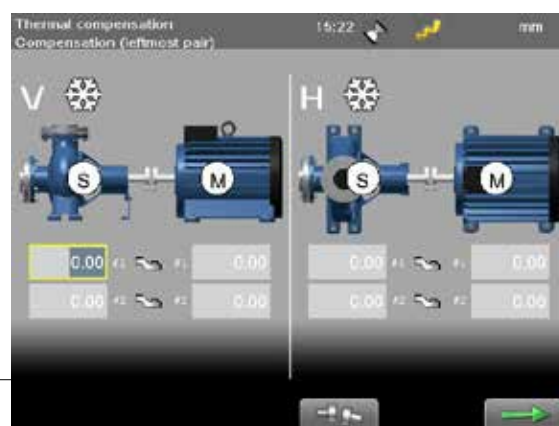 Thermal compensation 15:22 mm
Compensation (leftmost pair)
V H
S M S M
0.00 #1 #1 0.00 0.00 #1 #1 0.00
0.00 #2 #2 0.00 0.00 #2 #2 0.00